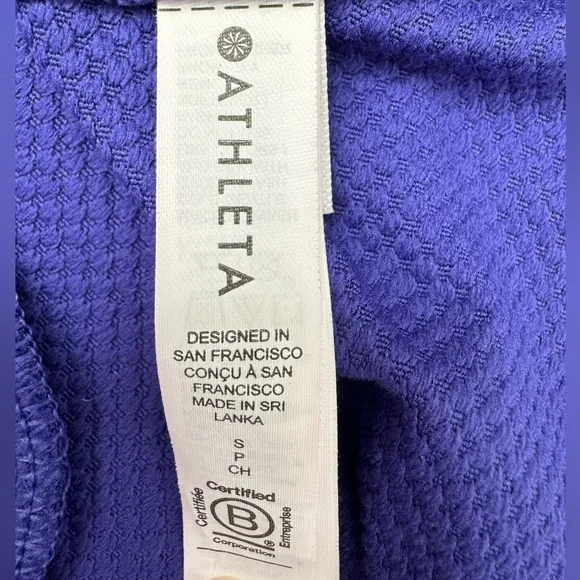 ATHLETA
DESIGNED IN
SAN FRANCISCO
CONÇU À SAN
FRANCISCO
MADE IN SRI
LANKA
S
P
CH
Certifiée
Certified
B
®
Corporation
Entreprise